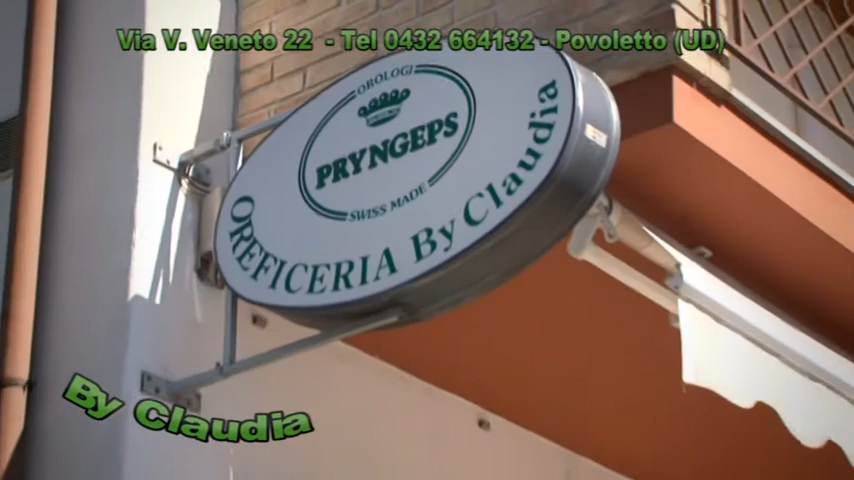 Via V. Veneto 22 - Tel 0432 664132 - Povoletto (UD)
OROLOGI
PRYNGEPS
SWISS MADE
OREFICERIA By Claudia
By Claudia